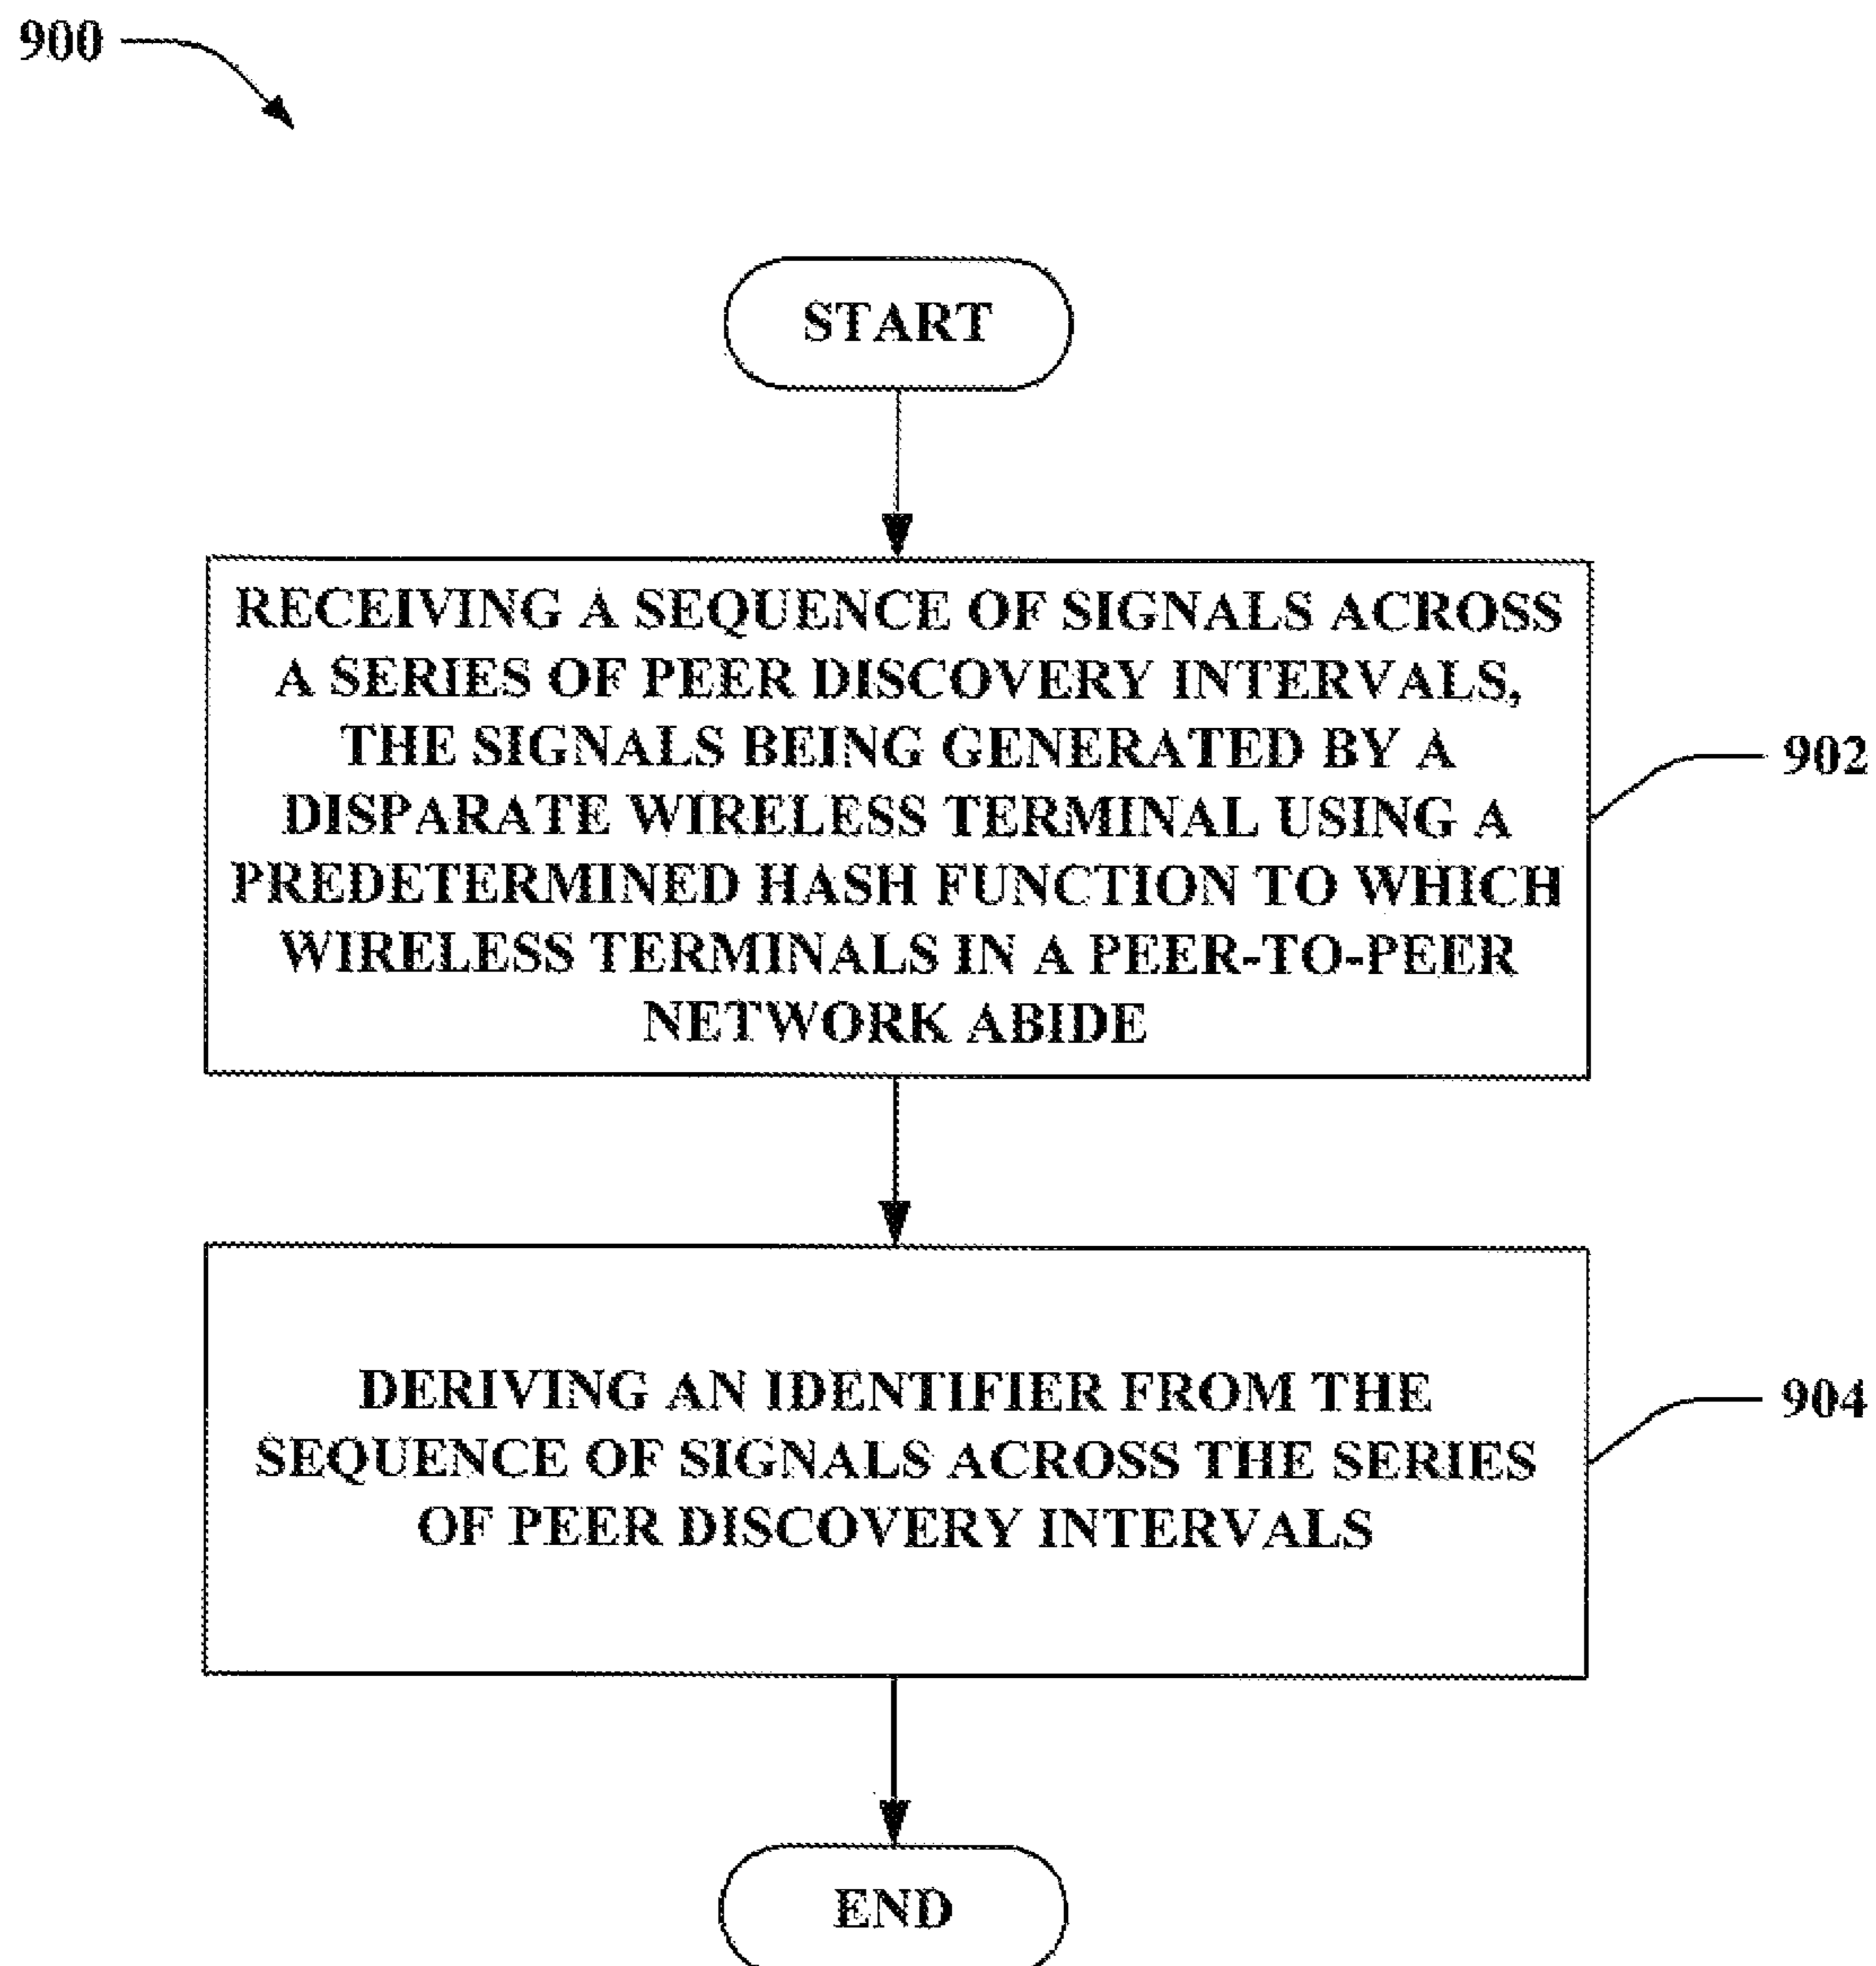 900
START
RECEIVING A SEQUENCE OF SIGNALS ACROSS
A SERIES OF PEER DISCOVERY INTERVALS,
THE SIGNALS BEING GENERATED BY A
DISPARATE WIRELESS TERMINAL USING A
PREDETERMINED HASH FUNCTION TO WHICH
WIRELESS TERMINALS IN A PEER-TO-PEER
NETWORK ABIDE
902
DERIVING AN IDENTIFIER FROM THE
SEQUENCE OF SIGNALS ACROSS THE SERIES
OF PEER DISCOVERY INTERVALS
904
END